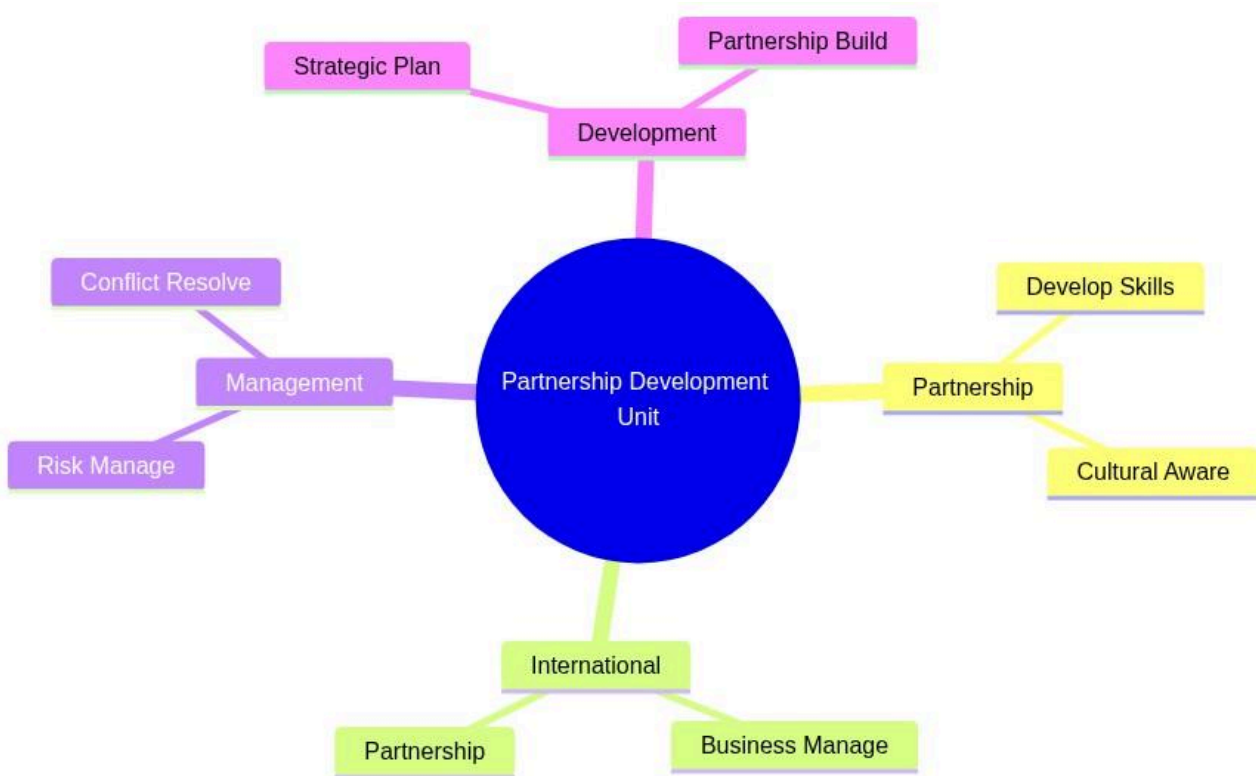 Partnership Build
Strategic Plan
Development
Conflict Resolve
Develop Skills
Management
Partnership Development
Unit
Partnership
Risk Manage
Cultural Aware
International
Partnership
Business Manage